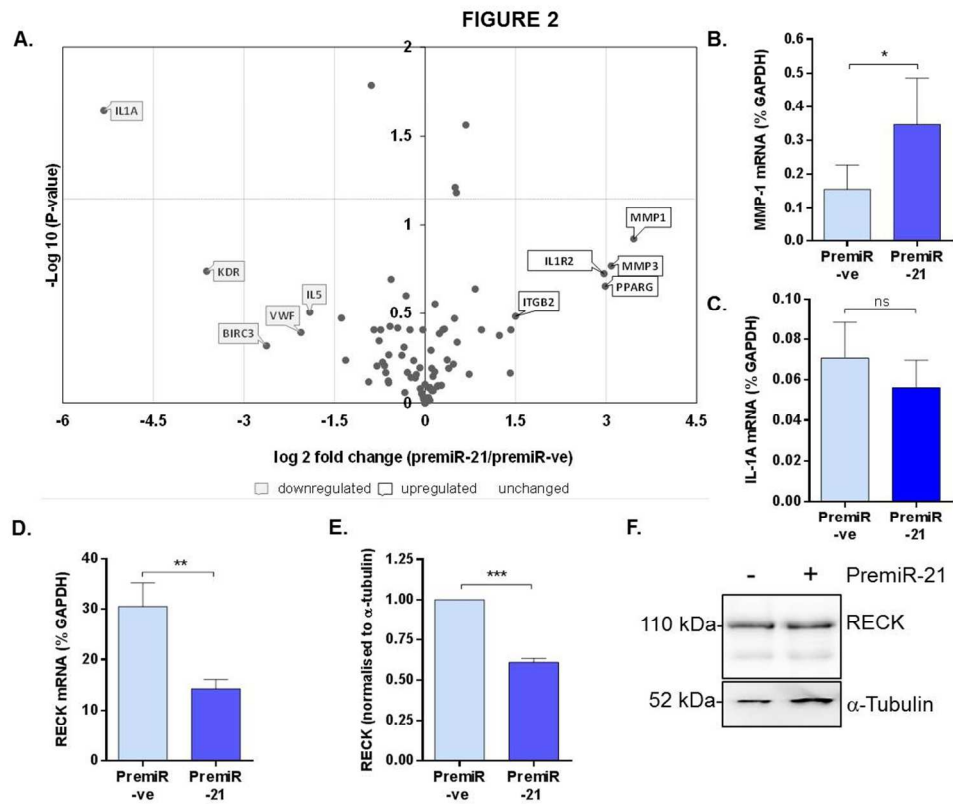 FIGURE 2
A.
-Log 10 (P-value)
2
1.5
1
0.5
0
IL1A
KDR
IL5
VWF
BIRC3
MMP1
IL1R2
MMP3
PPARG
ITGB2
-6 -4.5 -3 -1.5 0 1.5 3 4.5
log 2 fold change (premiR-21/premiR-ve)
downregulated upregulated unchanged
B.
MMP-1 mRNA (% GAPDH)
0.6
0.5
0.4
0.3
0.2
0.1
0.0
*
PremiR PremiR
-ve -21
C.
IL-1A mRNA (% GAPDH)
0.10
0.08
0.06
0.04
0.02
0.00
ns
PremiR PremiR
-ve -21
D.
RECK mRNA (% GAPDH)
40
30
20
10
0
**
PremiR PremiR
-ve -21
E.
RECK (normalised to α-tubulin)
1.25
1.00
0.75
0.50
0.25
0.00
***
PremiR PremiR
-ve -21
F.
- + PremiR-21
110 kDa- RECK
52 kDa- α-Tubulin